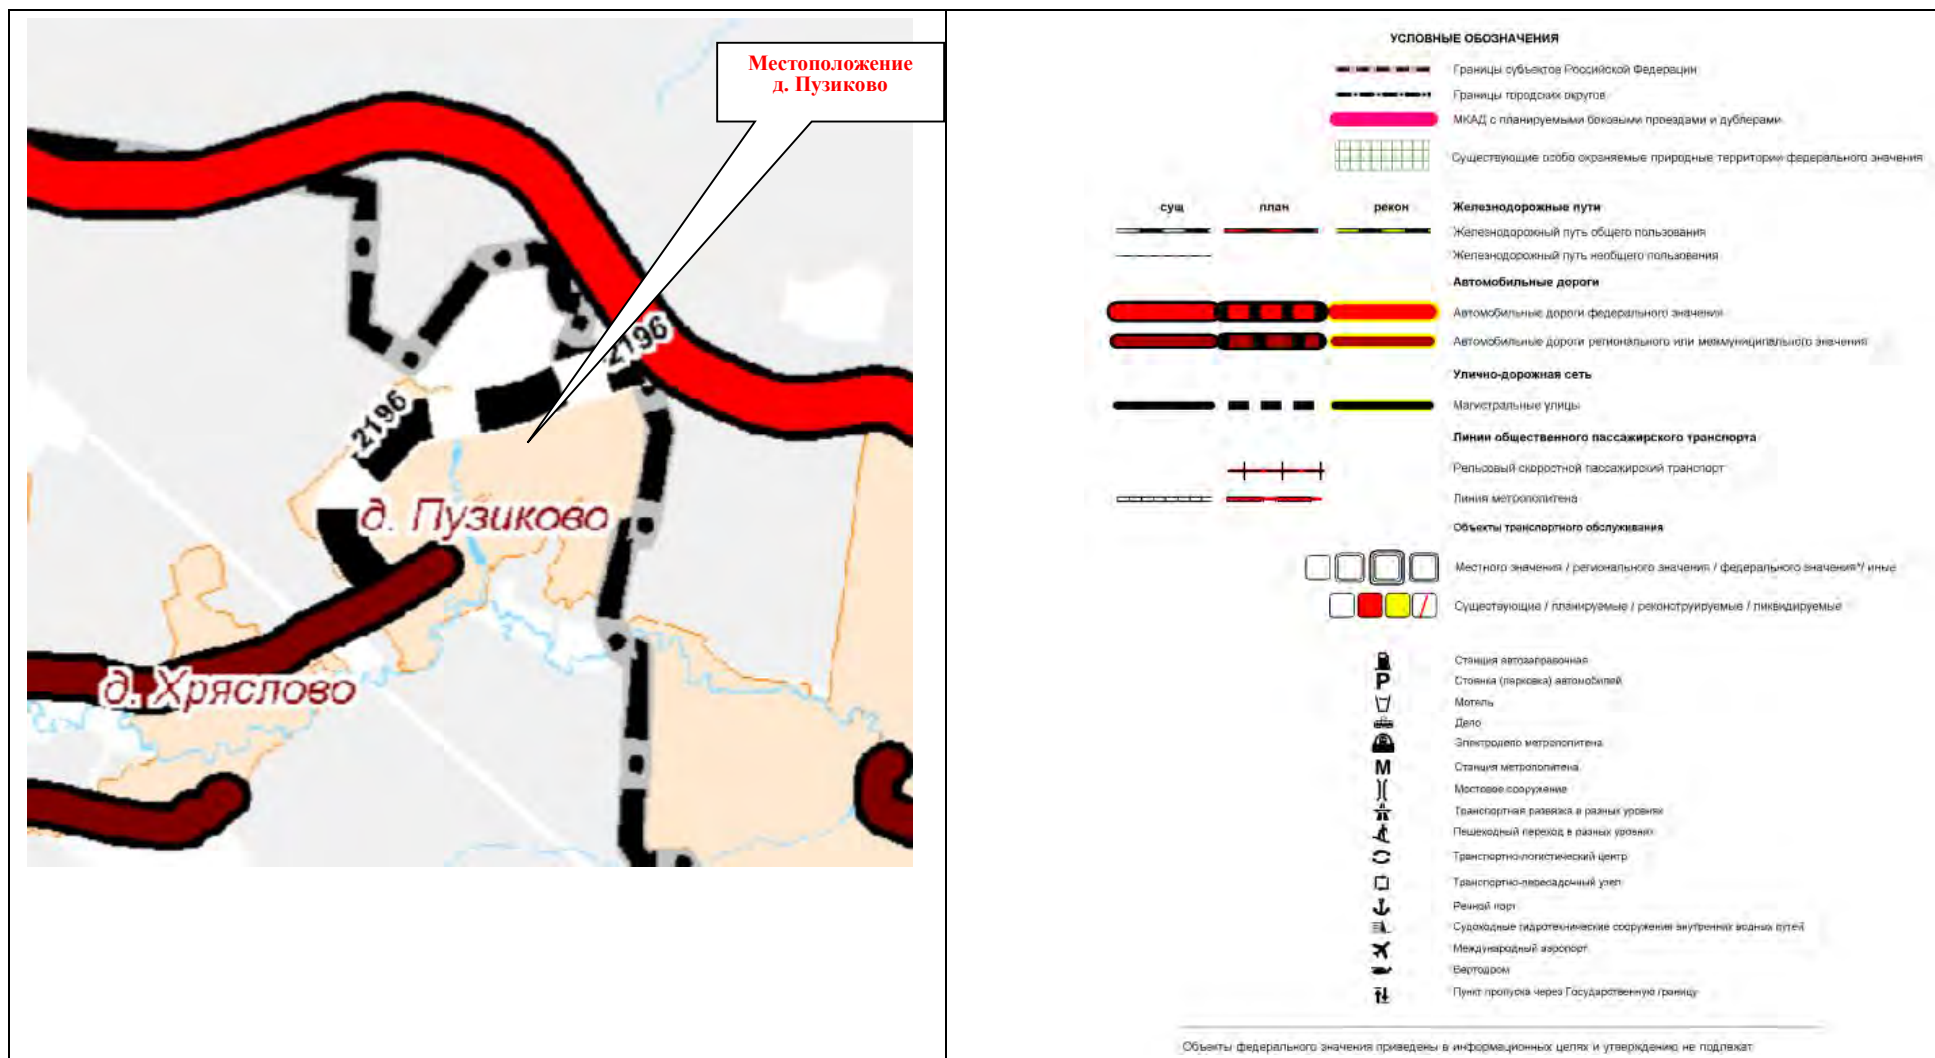 Местоположение
д. Пузиково
2196
2196
д. Пузиково
д. Хряслово
УСЛОВНЫЕ ОБОЗНАЧЕНИЯ
Границы субъектов Российской Федерации
Границы городских округов
МКАД с планируемыми боковыми проездами и дублерами
Существующие особо охраняемые природные территории федерального значения
сущ план рекон Железнодорожные пути
Железнодорожный путь общего пользования
Железнодорожный путь необщего пользования
Автомобильные дороги
Автомобильные дороги федерального значения
Автомобильные дороги регионального или межмуниципального значения
Улично-дорожная сеть
Магистральные улицы
Линии общественного пассажирского транспорта
Рельсовый скоростной пассажирский транспорт
Линия метрополитена
Объекты транспортного обслуживания
Местного значения / регионального значения / федерального значения*/ иные
Существующие / планируемые / реконструируемые / ликвидируемые
Станция автозаправочная
P Стоянка (парковка) автомобилей
Мотель
Депо
Электродепо метрополитена
М Станция метрополитена
Мостовое сооружение
Транспортная развязка в разных уровнях
Пешеходный переход в разных уровнях
Транспортно-логистический центр
Транспортно-пересадочный узел
Речной порт
Судоходные гидротехнические сооружения внутренних водных путей
Международный аэропорт
Вертодром
Пункт пропуска через Государственную границу
Объекты федерального значения приведены в информационных целях и утверждению не подлежат